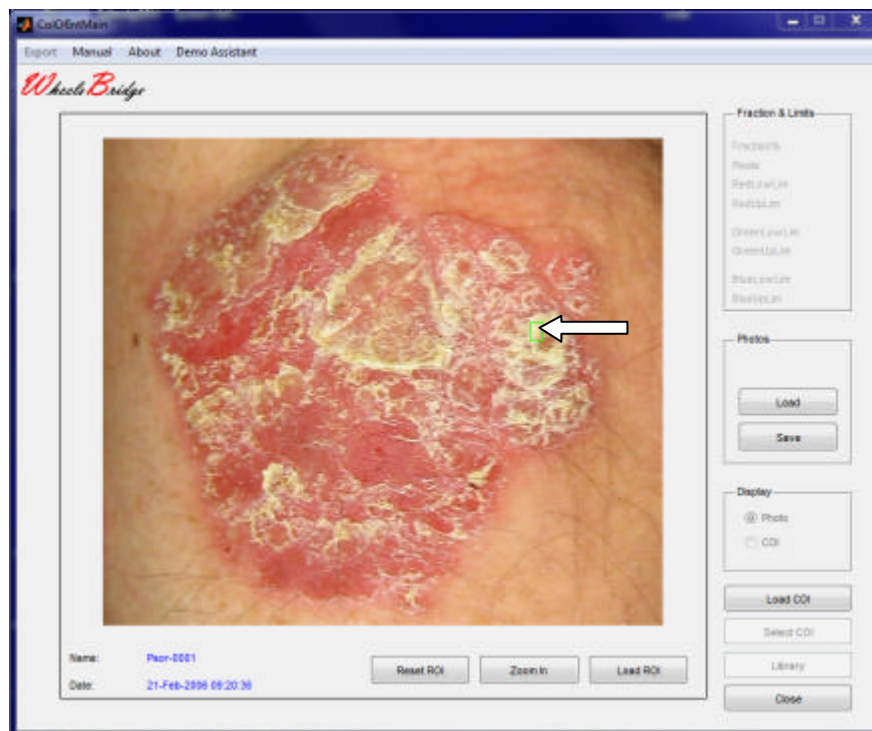 ColOfIntMain
Export Manual About Demo Assistant
WheelsBridge
Fraction & Limits
Fraction%
Pixels
RedLowLim
RedUpLim
GreenLowLim
GreenUpLim
BlueLowLim
BlueUpLim
Photos
Load
Save
Display
Photo
COI
Load COI
Select COI
Library
Close
Name: Psor-0001
Reset ROI Zoom In Load ROI
Date: 21-Feb-2006 09:20:36